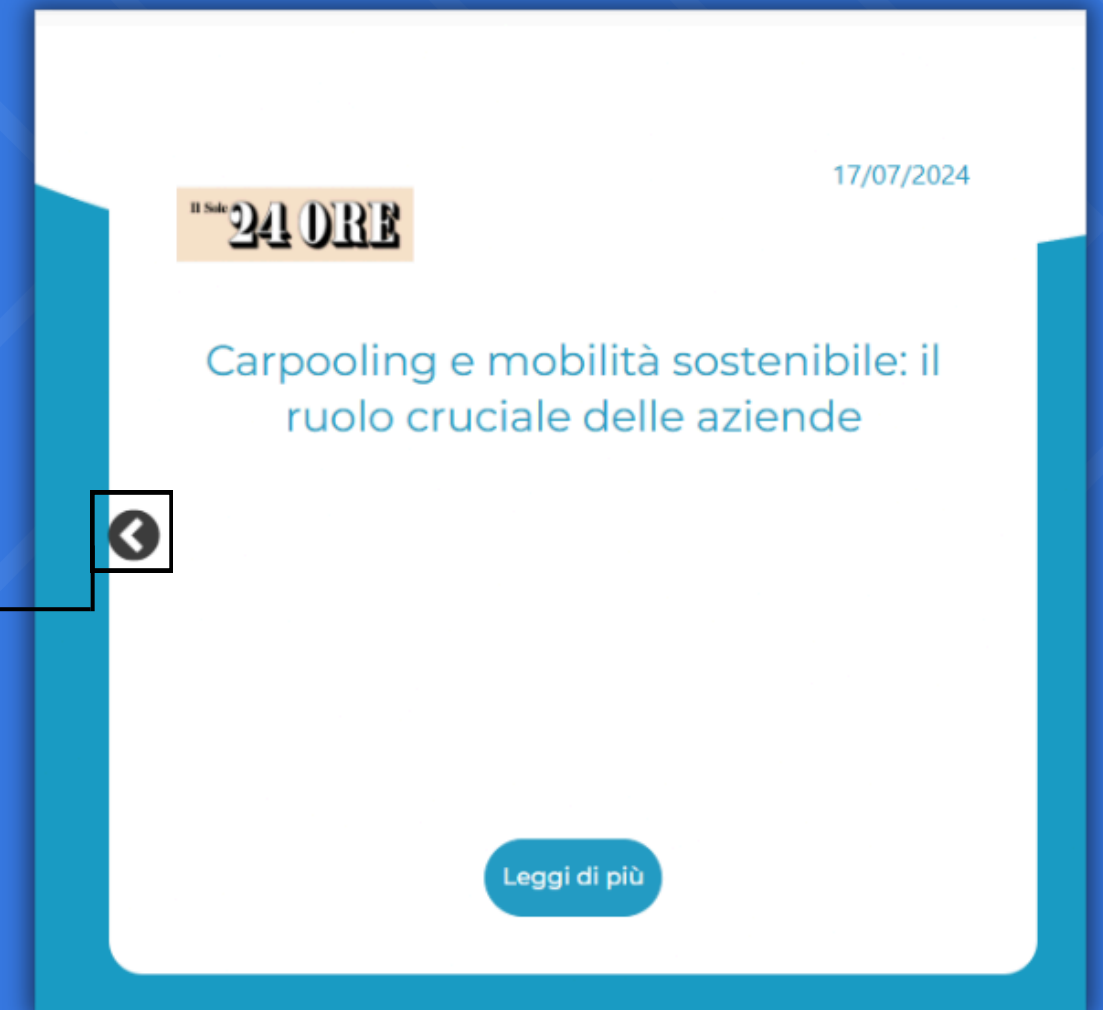 17/07/2024
Il Sole 24 ORE
Carpooling e mobilità sostenibile: il
ruolo cruciale delle aziende
Leggi di più